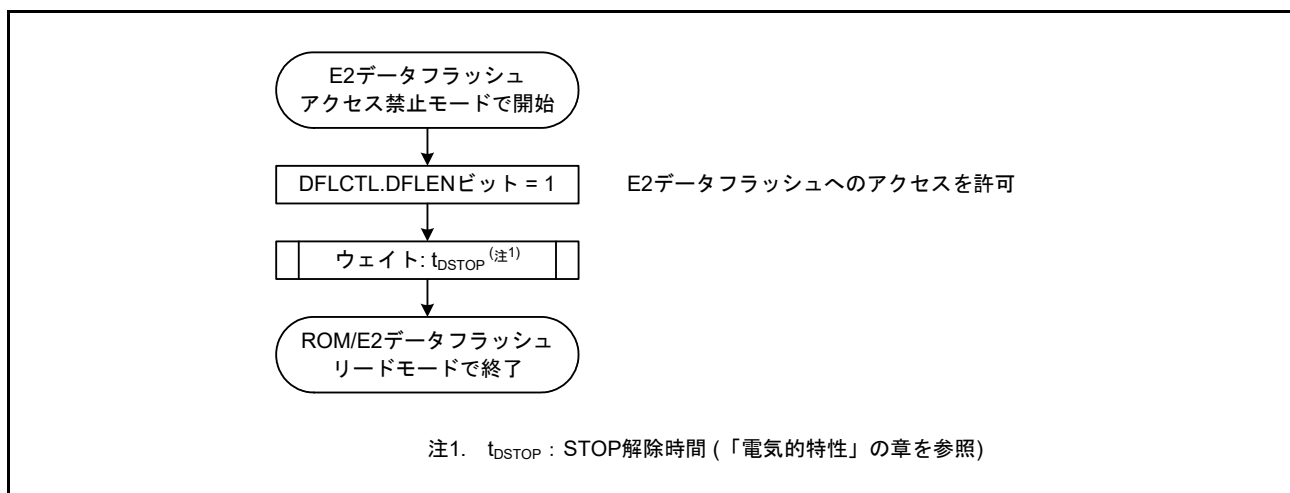 E2データフラッシュ
アクセス禁止モードで開始
DFLCTL.DFLENビット = 1
E2データフラッシュへのアクセスを許可
ウェイト: tDSTOP (注1)
ROM/E2データフラッシュ
リードモードで終了
注1. tDSTOP : STOP解除時間 (「電気的特性」の章を参照)